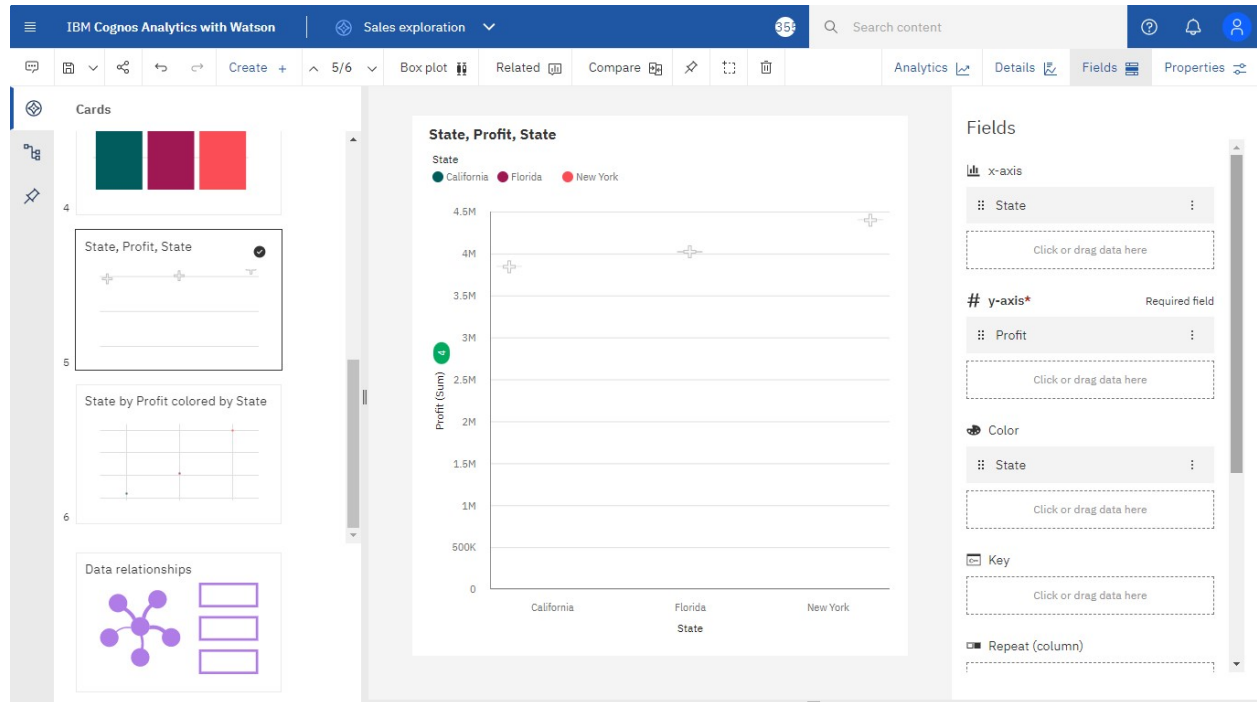 IBM Cognos Analytics with Watson
Sales exploration
Search content
Create +
5/6
Box plot
Related
Compare
Analytics
Details
Fields
Properties
Cards
4
State, Profit, State
5
State by Profit colored by State
6
Data relationships
State, Profit, State
State
California
Florida
New York
4.5M
4M
3.5M
3M
2.5M
2M
1.5M
1M
500K
0
Profit (Sum)
4
California
Florida
New York
State
Fields
x-axis
State
Click or drag data here
# y-axis*
Required field
Profit
Click or drag data here
Color
State
Click or drag data here
Key
Click or drag data here
Repeat (column)